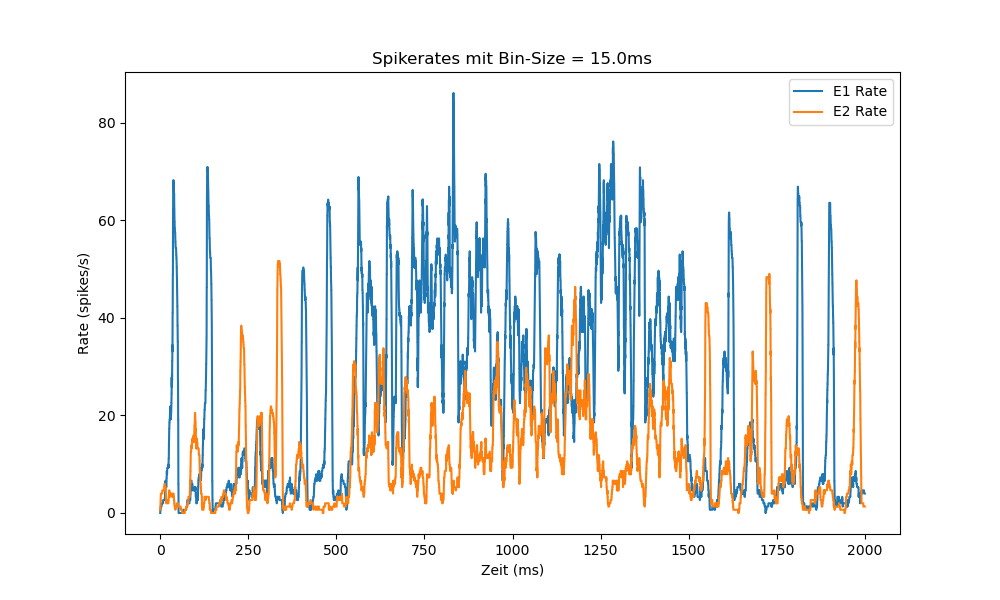 Spikerates mit Bin-Size = 15.0ms
E1 Rate
E2 Rate
80
60
40
20
0
Rate (spikes/s)
0 250 500 750 1000 1250 1500 1750 2000
Zeit (ms)